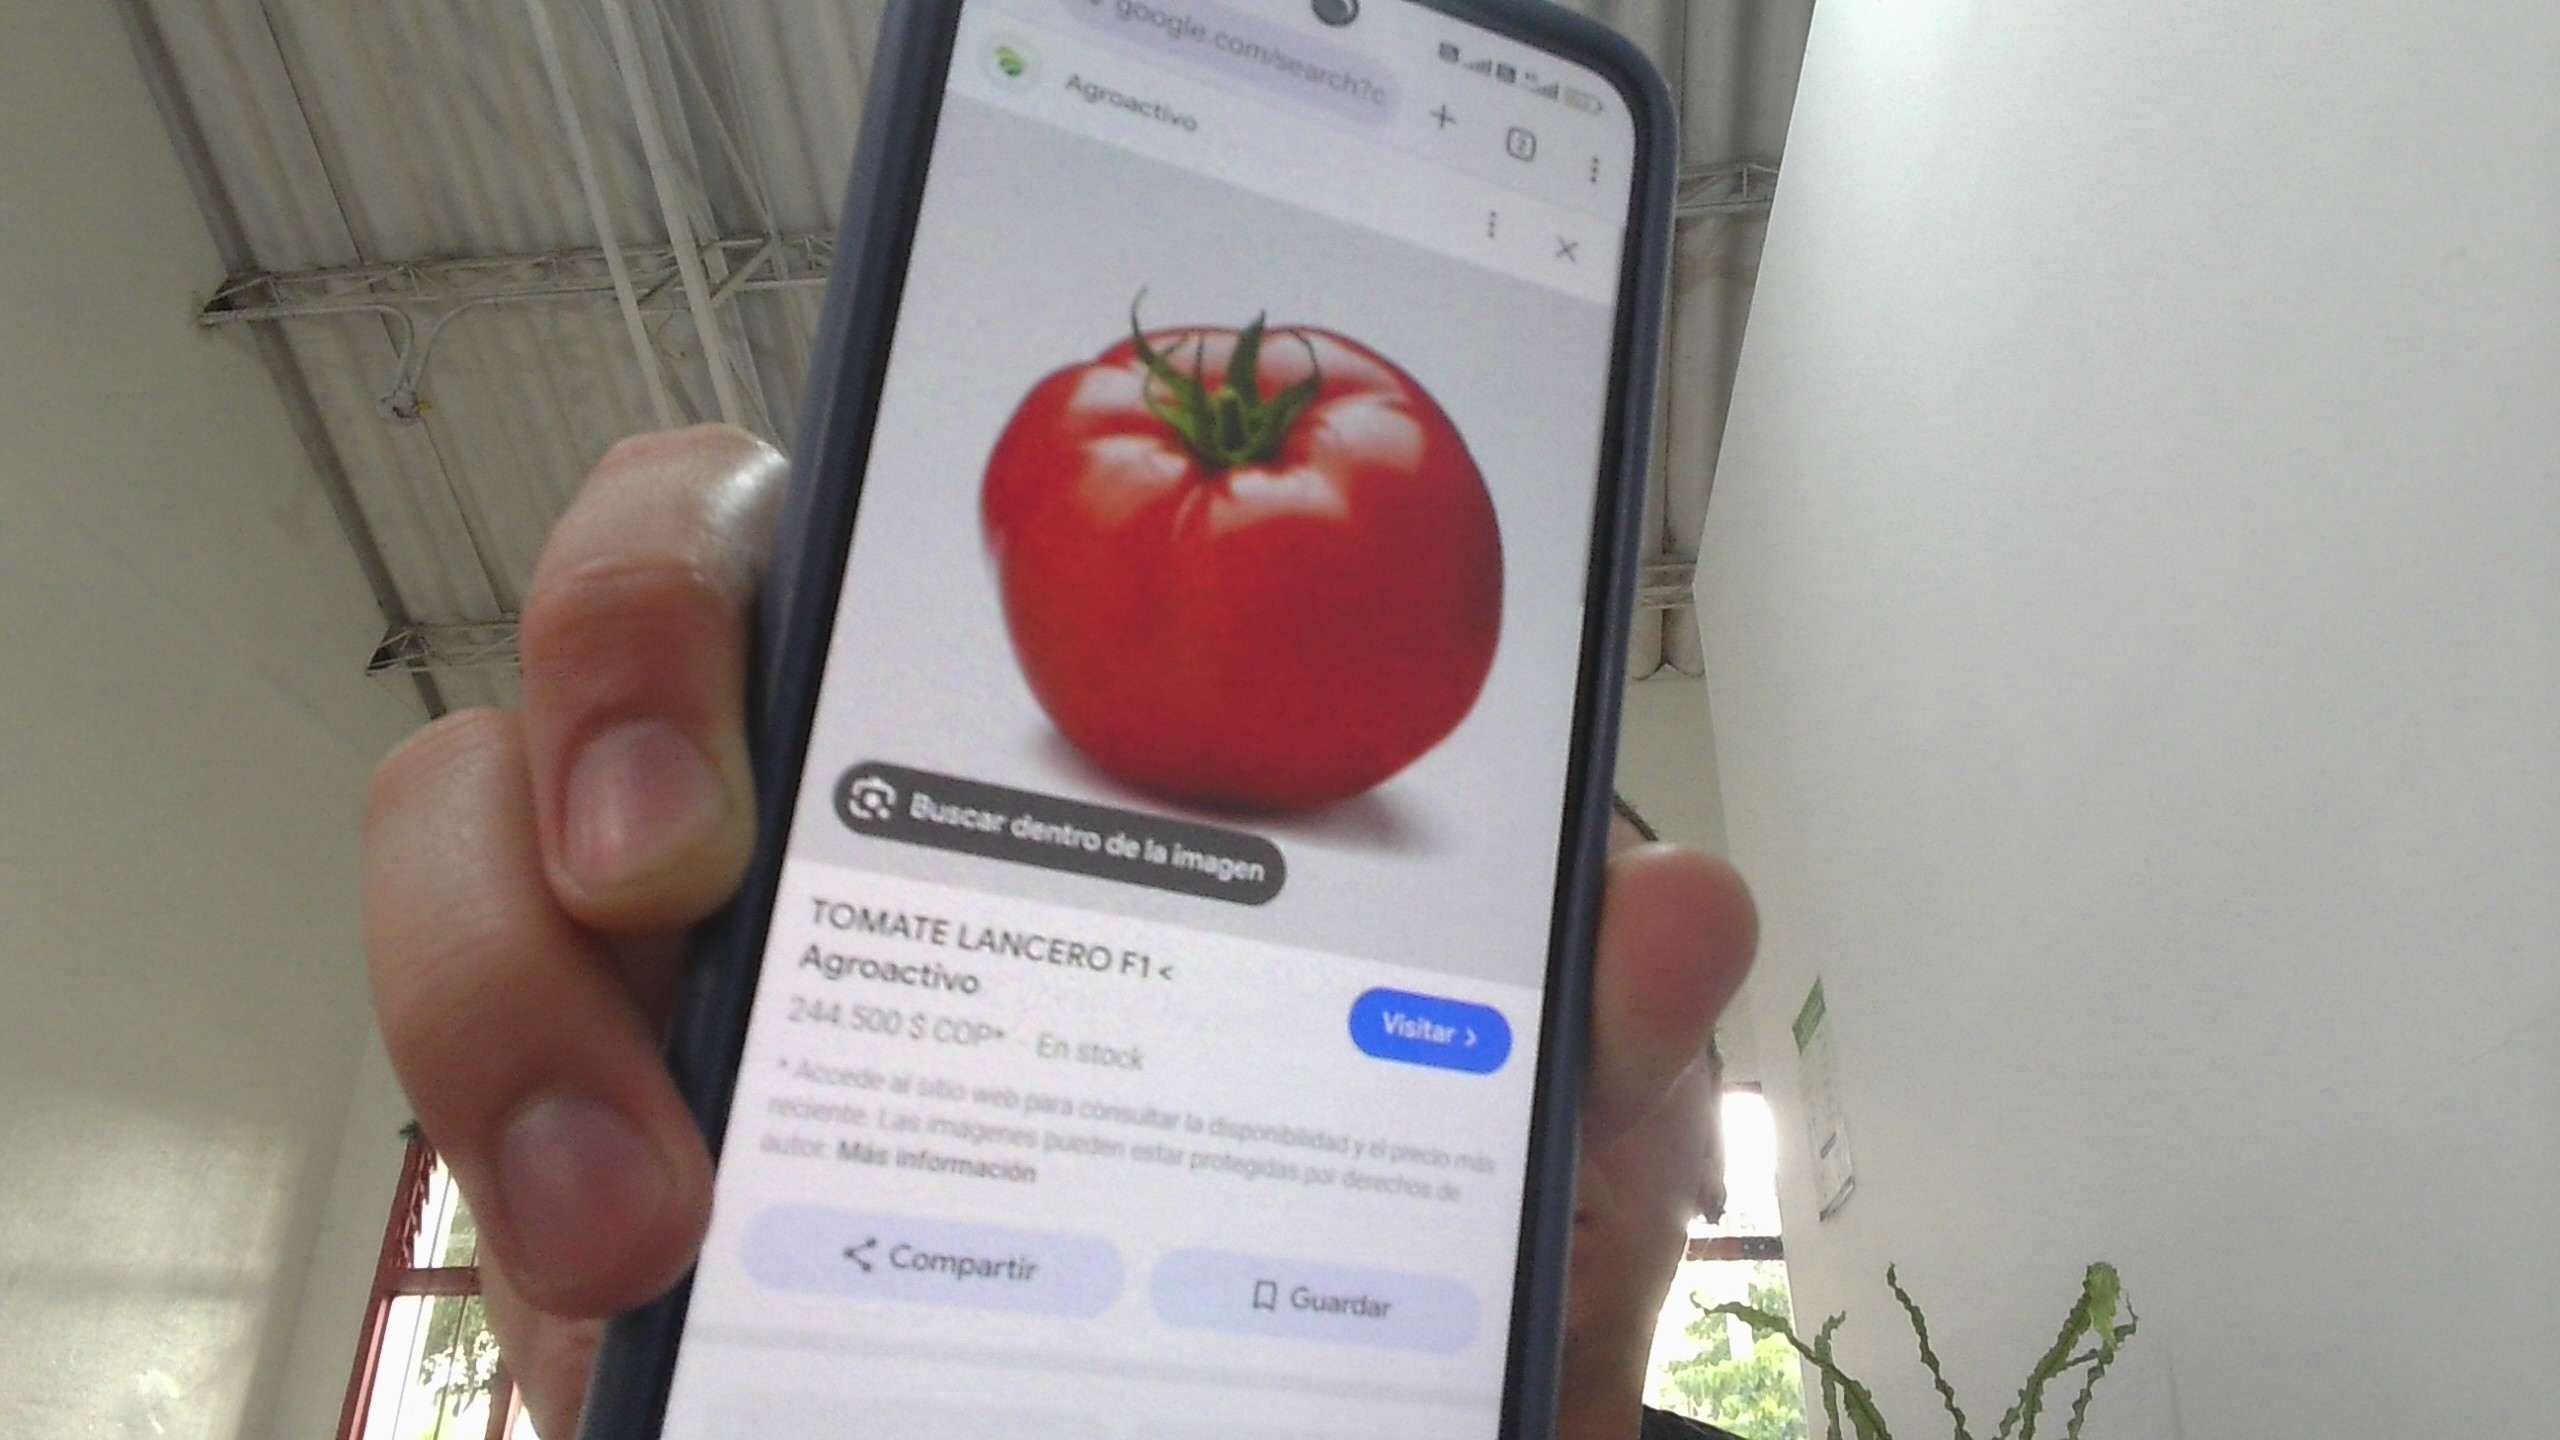 google.com/search?c
2
Agroactivo
Buscar dentro de la imagen
TOMATE LANCERO F1 <
Agroactivo
244.500 $ COP* · En stock
Visitar >
* Accede al sitio web para consultar la disponibilidad y el precio más
reciente. Las imágenes pueden estar protegidas por derechos de
autor. Más información
Compartir
Guardar